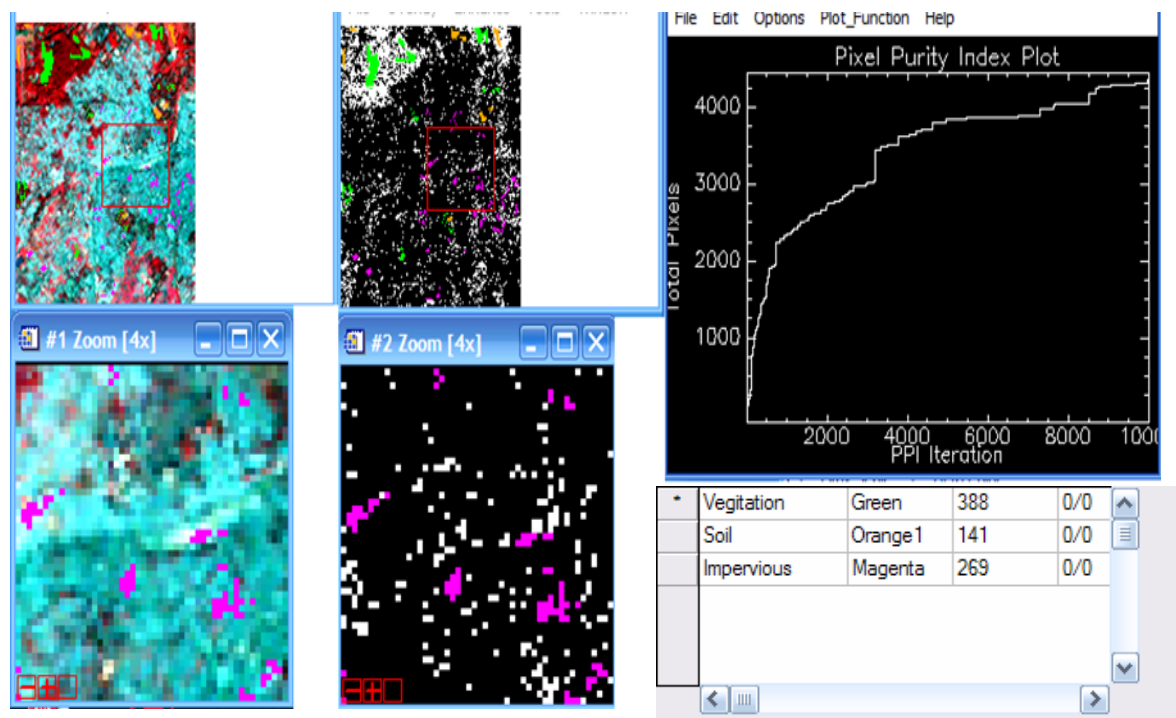 File Edit Options Plot_Function Help
Pixel Purity Index Plot
Total Pixels
4000
3000
2000
1000
2000 4000 6000 8000 1000
PPI Iteration
#1 Zoom [4x]
#2 Zoom [4x]
* Vegitation Green 388 0/0
Soil Orange1 141 0/0
Impervious Magenta 269 0/0